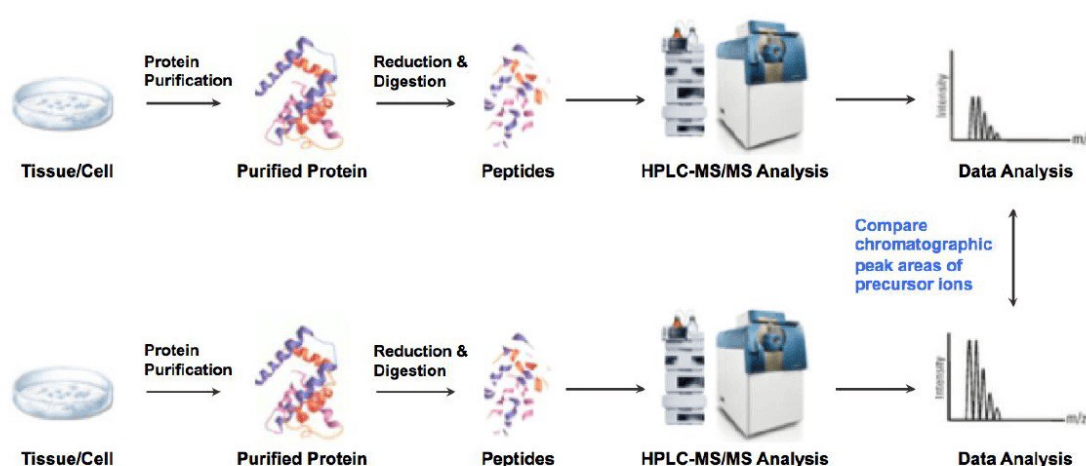 Protein
Purification
Reduction &
Digestion
Intensity
m/z
Tissue/Cell
Purified Protein
Peptides
HPLC-MS/MS Analysis
Data Analysis
Compare
chromatographic
peak areas of
precursor ions
Protein
Purification
Reduction &
Digestion
Intensity
m/z
Tissue/Cell
Purified Protein
Peptides
HPLC-MS/MS Analysis
Data Analysis